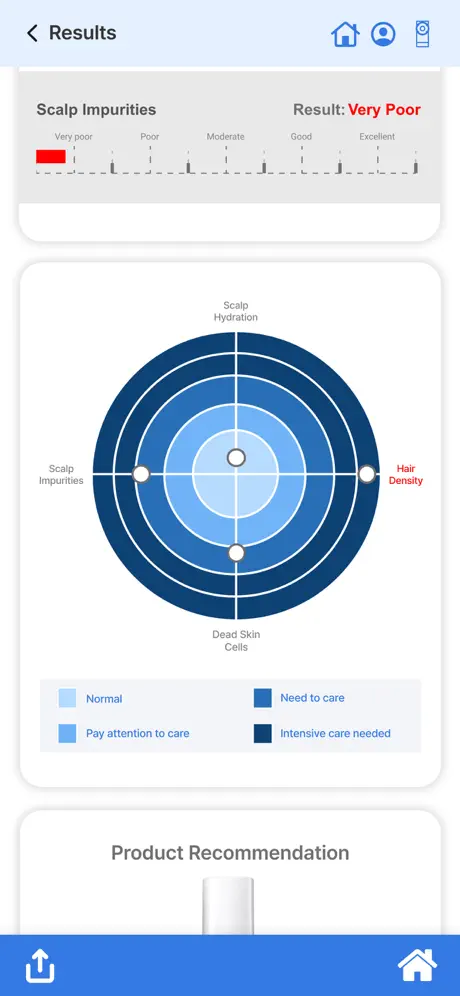 Results
Scalp Impurities
Result: Very Poor
Very poor Poor Moderate Good Excellent
Scalp
Hydration
Scalp
Impurities
Hair
Density
Dead Skin
Cells
Normal
Need to care
Pay attention to care
Intensive care needed
Product Recommendation